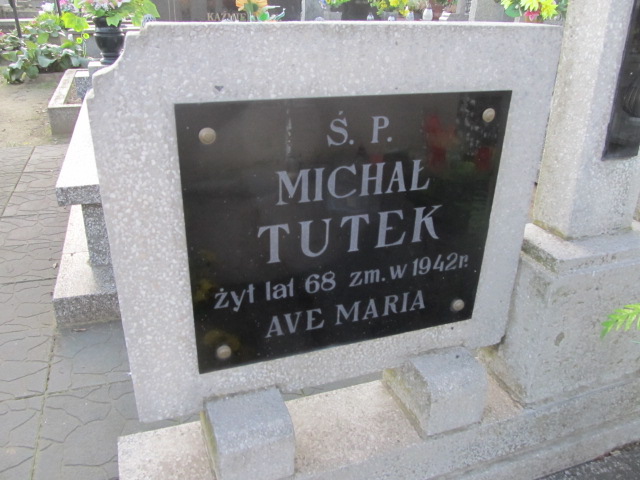 Ś. P.
MICHAŁ
TUTEK
żył lat 68 zm. w 1942 r.
AVE MARIA